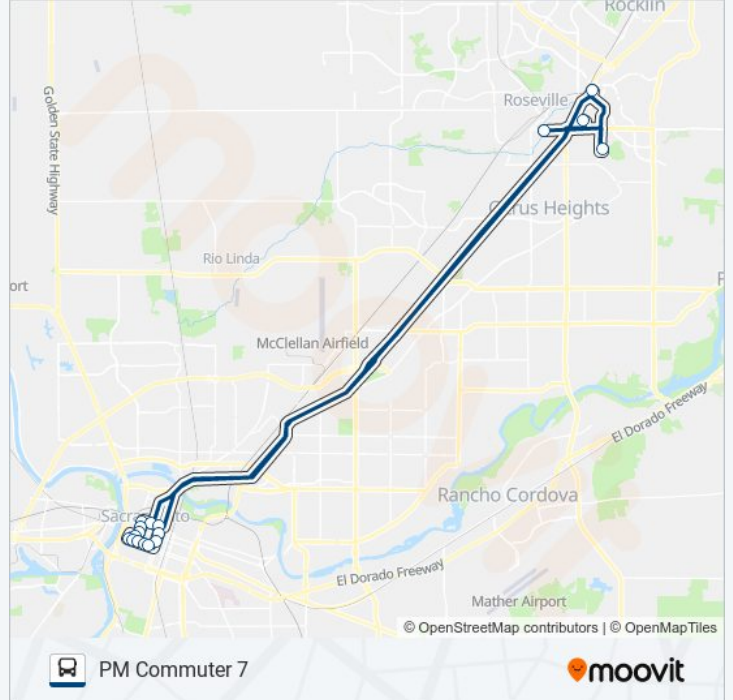 Rocklin
Roseville
Golden State Highway
Citrus Heights
Rio Linda
ort
F
McClellan Airfield
El Dorado Freeway
Rancho Cordova
Sacramento
El Dorado Freeway
Mather Airport
© OpenStreetMap contributors | © OpenMapTiles
PM Commuter 7
moovit